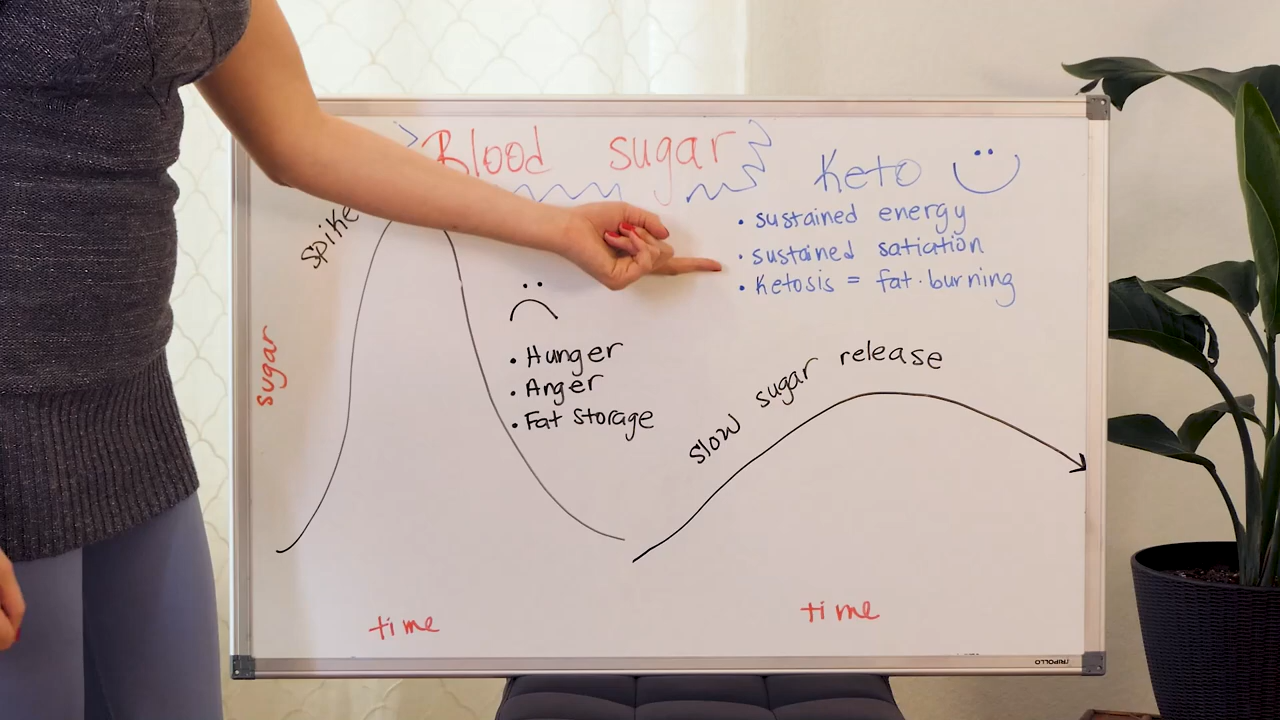 Blood sugar
Keto
• sustained energy
• sustained satiation
• Ketosis = fat·burning
spike
sugar
• Hunger
• Anger
• Fat Storage
slow sugar release
time
time
TRIPOLLO